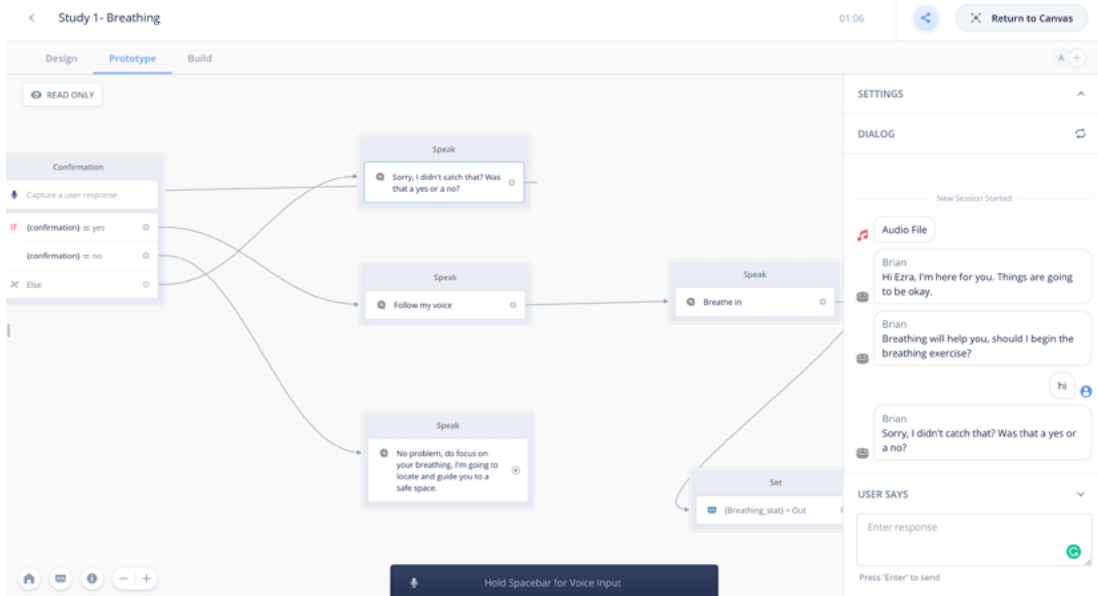 Study 1- Breathing
01:06
Return to Canvas
Design
Prototype
Build
A
READ ONLY
Confirmation
Capture a user response
IF {confirmation} = yes
{confirmation} = no
Else
Speak
Sorry, I didn't catch that? Was
that a yes or a no?
Speak
Follow my voice
Speak
Breathe in
Speak
No problem, do focus on
your breathing. I'm going to
locate and guide you to a
safe space.
Set
{Breathing_stat} = Out
Hold Spacebar for Voice Input
SETTINGS
DIALOG
New Session Started
Audio File
Brian
Hi Ezra, I'm here for you. Things are going
to be okay.
Brian
Breathing will help you, should I begin the
breathing exercise?
hi
Brian
Sorry, I didn't catch that? Was that a yes or
a no?
USER SAYS
Enter response
Press 'Enter' to send